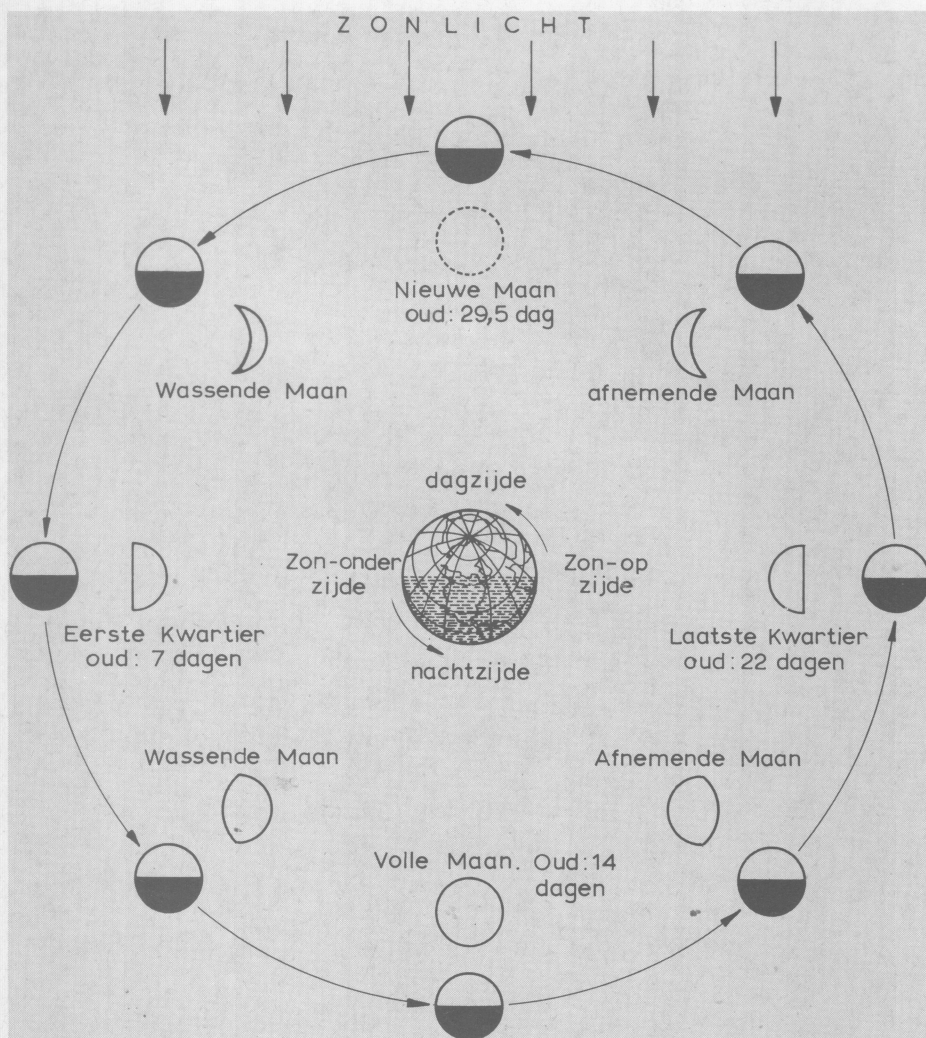 ZONLICHT
Nieuwe Maan
oud: 29,5 dag
Wassende Maan
afnemende Maan
dagzijde
Zon-onder
zijde
Zon-op
zijde
nachtzijde
Eerste Kwartier
oud: 7 dagen
Laatste Kwartier
oud: 22 dagen
Wassende Maan
Afnemende Maan
Volle Maan. Oud: 14
dagen